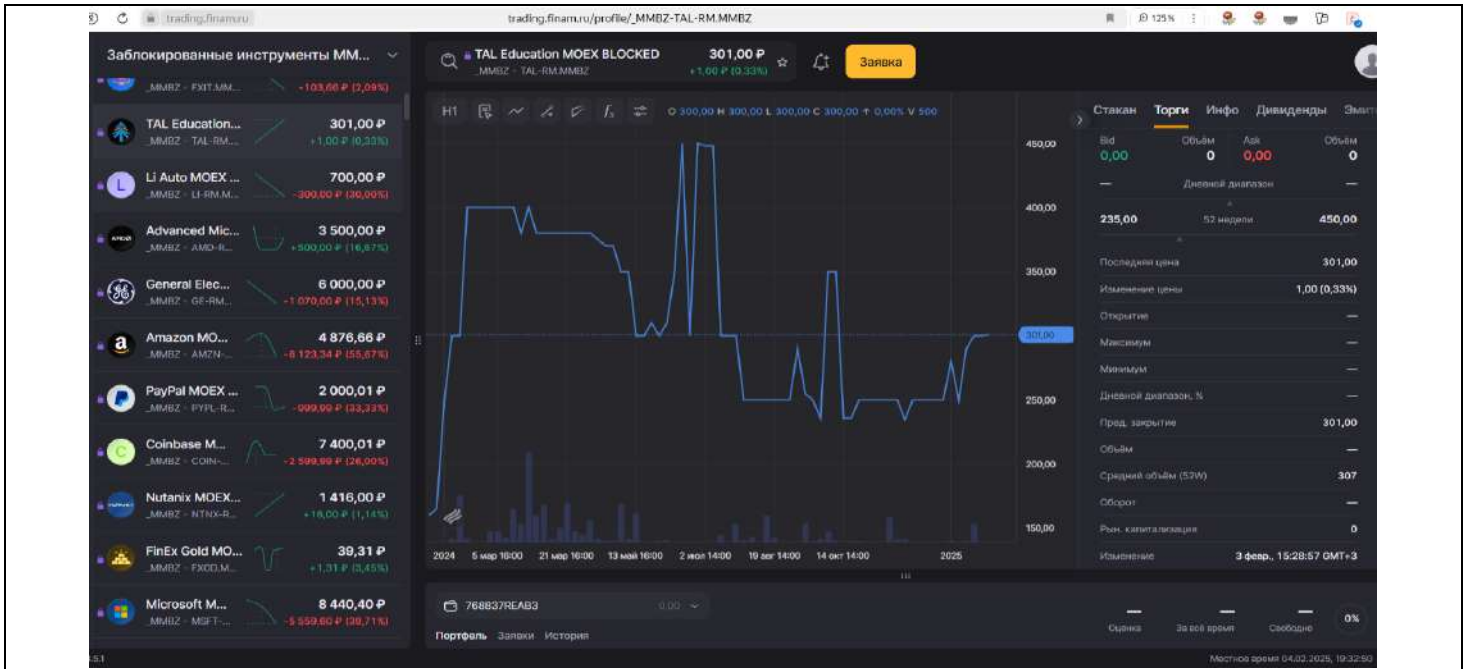 trading.finam.ru
trading.finam.ru/profile/_MMBZ-TAL-RM.MMBZ
125 %
Заблокированные инструменты ММ...
TAL Education MOEX BLOCKED
_MMBZ - TAL-RM.MMBZ
301,00 ₽
+1,00 ₽ (0,33%)
Заявка
_MMBZ - FXIT.MM...
-103,66 ₽ (2,09%)
TAL Education...
301,00 ₽
_MMBZ - TAL-RM...
+1,00 ₽ (0,33%)
Li Auto MOEX ...
700,00 ₽
_MMBZ - LI-RM.M...
-300,00 ₽ (30,00%)
Advanced Mic...
3 500,00 ₽
_MMBZ - AMD-R...
+500,00 ₽ (16,67%)
General Elec...
6 000,00 ₽
_MMBZ - GE-RM...
-1 070,00 ₽ (15,13%)
Amazon MO...
4 876,66 ₽
_MMBZ - AMZN-...
-6 123,34 ₽ (55,67%)
PayPal MOEX ...
2 000,01 ₽
_MMBZ - PYPL-R...
-999,99 ₽ (33,33%)
Coinbase M...
7 400,01 ₽
_MMBZ - COIN-...
-2 599,99 ₽ (26,00%)
Nutanix MOEX...
1 416,00 ₽
_MMBZ - NTNX-R...
+16,00 ₽ (1,14%)
FinEx Gold MO...
39,31 ₽
_MMBZ - FXGD.M...
+1,31 ₽ (3,45%)
Microsoft M...
8 440,40 ₽
_MMBZ - MSFT-...
-5 559,60 ₽ (39,71%)
H1
O 300,00 H 300,00 L 300,00 C 300,00 ↑ 0,00% V 500
450,00
400,00
350,00
301,00
250,00
200,00
150,00
2024
5 мар 16:00
21 мар 16:00
13 май 16:00
2 июл 14:00
19 авг 14:00
14 окт 14:00
2025
768837REAB3
0,00
Портфель Заявки История
Стакан Торги Инфо Дивиденды Эмит
Bid Объём Ask Объём
0,00 0 0,00 0
— Дневной диапазон —
235,00 52 недели 450,00
Последняя цена 301,00
Изменение цены 1,00 (0,33%)
Открытие —
Максимум —
Минимум —
Дневной диапазон, % —
Пред. закрытие 301,00
Объём —
Средний объём (52W) 307
Оборот —
Рын. капитализация 0
Изменение 3 февр., 15:28:57 GMT+3
— — — 0%
Оценка За всё время Свободно
Местное время 04.02.2025, 19:32:50